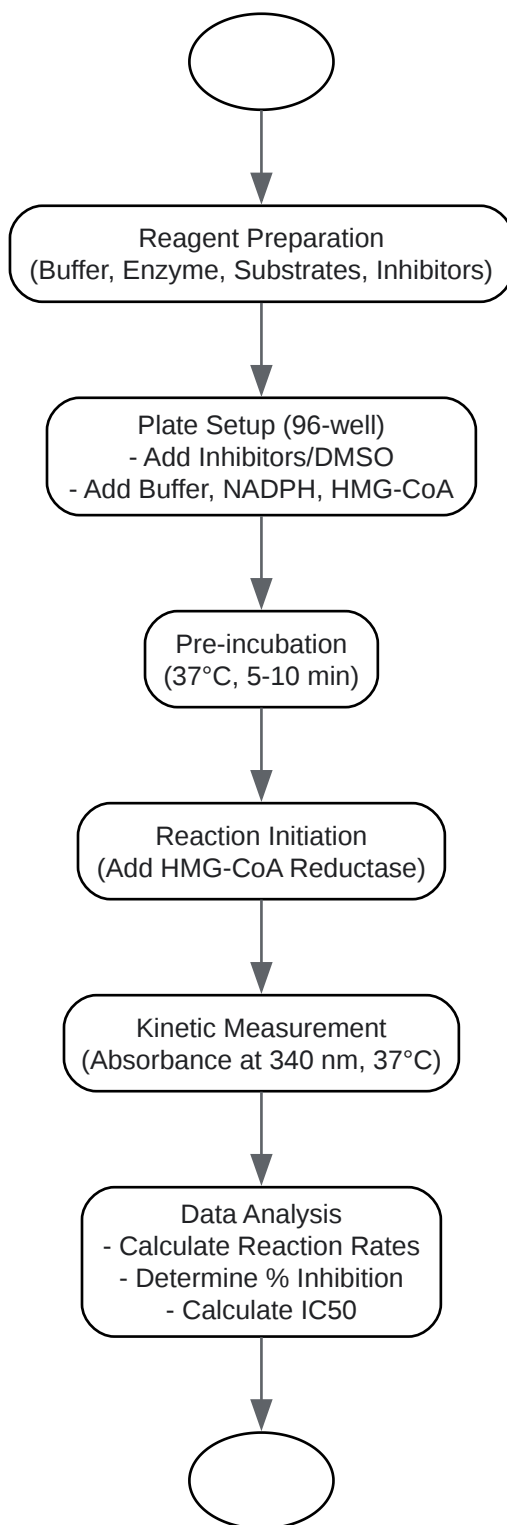 Reagent Preparation
(Buffer, Enzyme, Substrates, Inhibitors)
Plate Setup (96-well)
- Add Inhibitors/DMSO
- Add Buffer, NADPH, HMG-CoA
Pre-incubation
(37°C, 5-10 min)
Reaction Initiation
(Add HMG-CoA Reductase)
Kinetic Measurement
(Absorbance at 340 nm, 37°C)
Data Analysis
- Calculate Reaction Rates
- Determine % Inhibition
- Calculate IC50